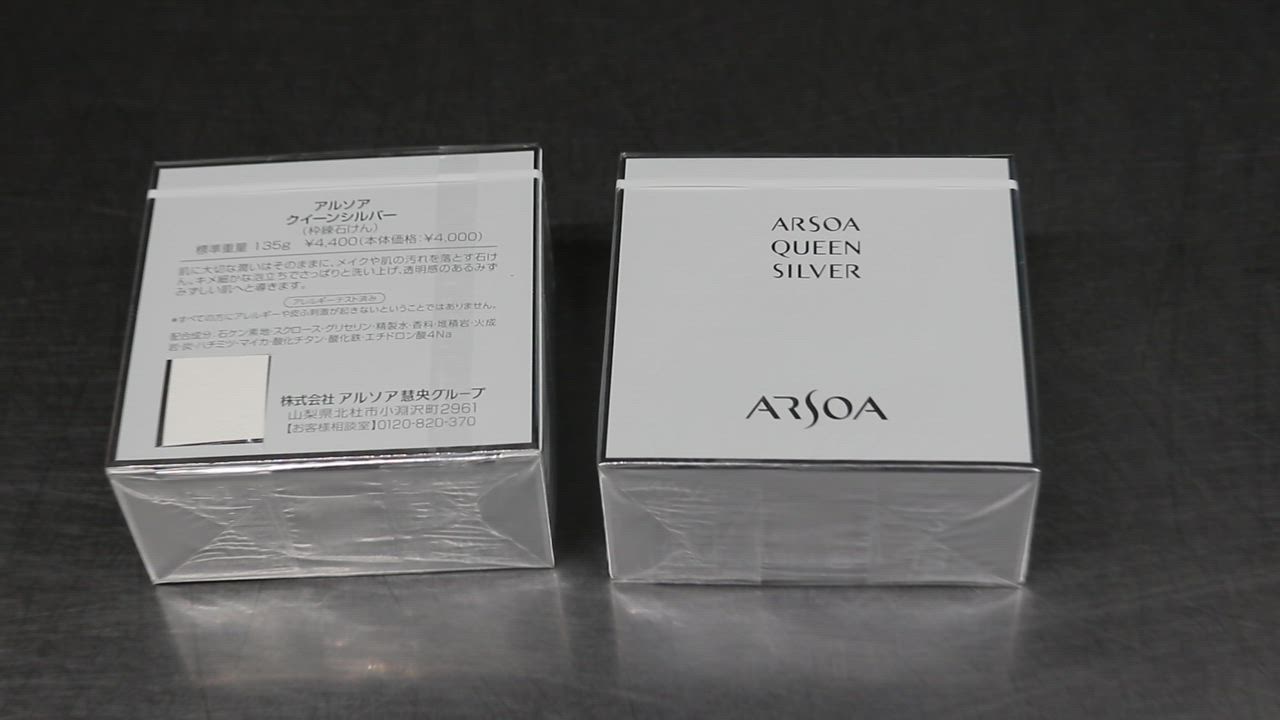 アルソア
クイーンシルバー
(枠練石けん)
標準重量 135g ¥4,400(本体価格:¥4,000)
肌に大切な潤いはそのままに、メイクや肌の汚れを落とす石け
ん。キメ細かな泡立ちでさっぱりと洗い上げ、透明感のあるみず
みずしい肌へと導きます。
アレルギーテスト済み
*すべての方にアレルギーや皮ふ刺激が起きないということではありません。
配合成分:石ケン素地・スクロース・グリセリン・精製水・香料・堆積岩・火成
岩・炭・ハチミツ・マイカ・酸化チタン・酸化鉄・エチドロン酸4Na
株式会社 アルソア慧央グループ
山梨県北杜市小淵沢町2961
【お客様相談室】0120-820-370
ARSOA
QUEEN
SILVER
ARSOA